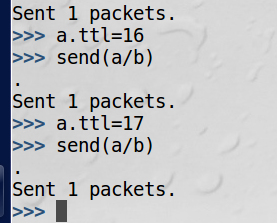 Sent 1 packets.
>>> a.ttl=16
>>> send(a/b)
.
Sent 1 packets.
>>> a.ttl=17
>>> send(a/b)
.
Sent 1 packets.
>>>